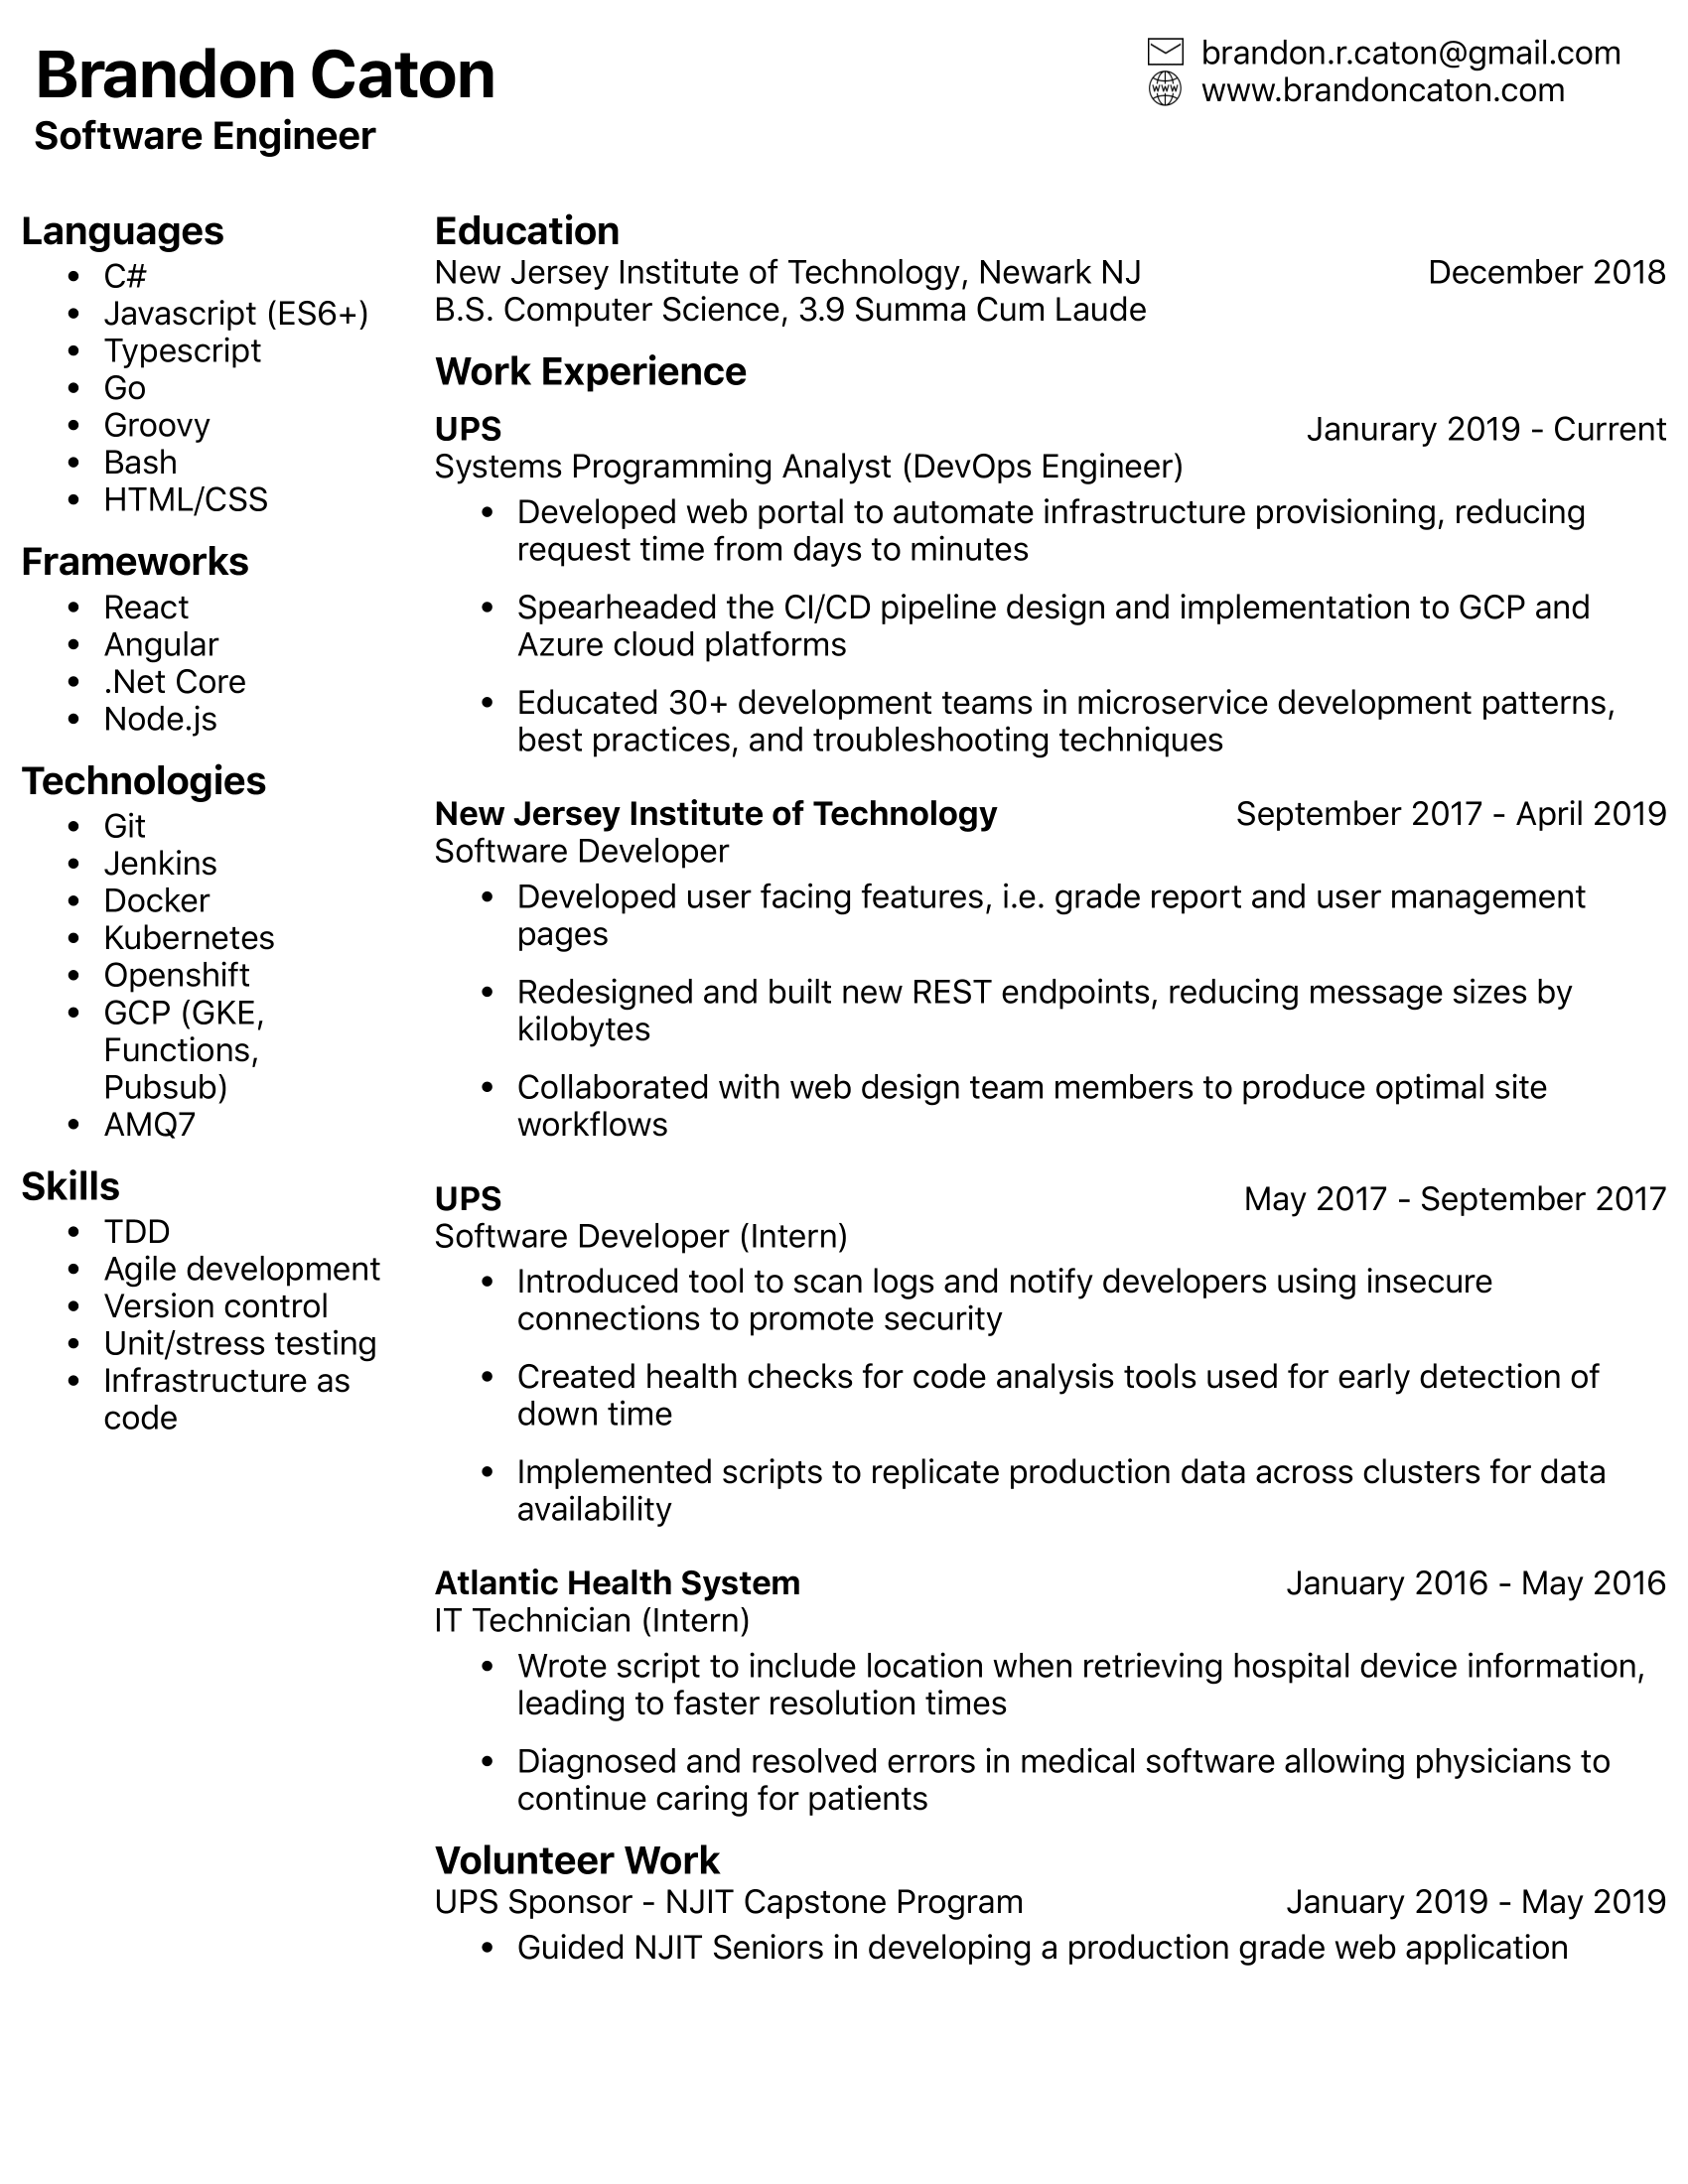 Brandon Caton
Software Engineer
brandon.r.caton@gmail.com
WWW
www.brandoncaton.com
Languages
• C#
• Javascript (ES6+)
• Typescript
• Go
• Groovy
• Bash
• HTML/CSS
Frameworks
• React
• Angular
• .Net Core
• Node.js
Technologies
• Git
• Jenkins
• Docker
• Kubernetes
• Openshift
• GCP (GKE,
Functions,
Pubsub)
• AMQ7
Skills
• TDD
• Agile development
• Version control
• Unit/stress testing
• Infrastructure as
code
Education
New Jersey Institute of Technology, Newark NJ December 2018
B.S. Computer Science, 3.9 Summa Cum Laude
Work Experience
UPS Janurary 2019 - Current
Systems Programming Analyst (DevOps Engineer)
• Developed web portal to automate infrastructure provisioning, reducing
request time from days to minutes
• Spearheaded the CI/CD pipeline design and implementation to GCP and
Azure cloud platforms
• Educated 30+ development teams in microservice development patterns,
best practices, and troubleshooting techniques
New Jersey Institute of Technology September 2017 - April 2019
Software Developer
• Developed user facing features, i.e. grade report and user management
pages
• Redesigned and built new REST endpoints, reducing message sizes by
kilobytes
• Collaborated with web design team members to produce optimal site
workflows
UPS May 2017 - September 2017
Software Developer (Intern)
• Introduced tool to scan logs and notify developers using insecure
connections to promote security
• Created health checks for code analysis tools used for early detection of
down time
• Implemented scripts to replicate production data across clusters for data
availability
Atlantic Health System January 2016 - May 2016
IT Technician (Intern)
• Wrote script to include location when retrieving hospital device information,
leading to faster resolution times
• Diagnosed and resolved errors in medical software allowing physicians to
continue caring for patients
Volunteer Work
UPS Sponsor - NJIT Capstone Program January 2019 - May 2019
• Guided NJIT Seniors in developing a production grade web application